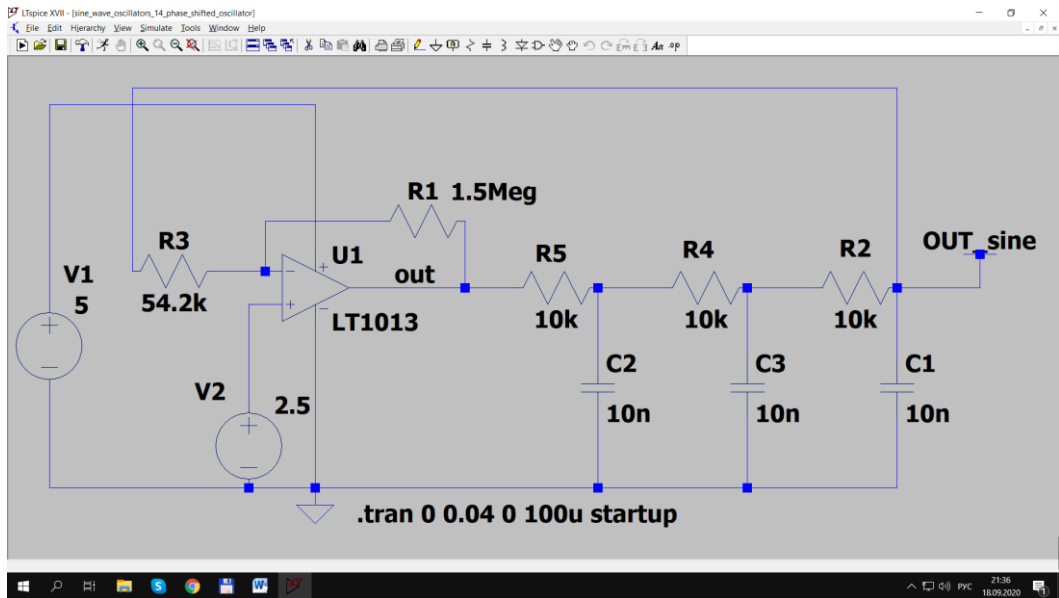 LTspice XVII - [sine_wave_oscillators_14_phase_shifted_oscillator]
File Edit Hierarchy View Simulate Tools Window Help
Aa .op
R1 1.5Meg
R3
54.2k
V1
5
U1
LT1013
out
R5
10k
R4
10k
R2
10k
OUT_sine
V2
2.5
C2
10n
C3
10n
C1
10n
.tran 0 0.04 0 100u startup
РУС
21:36
18.09.2020